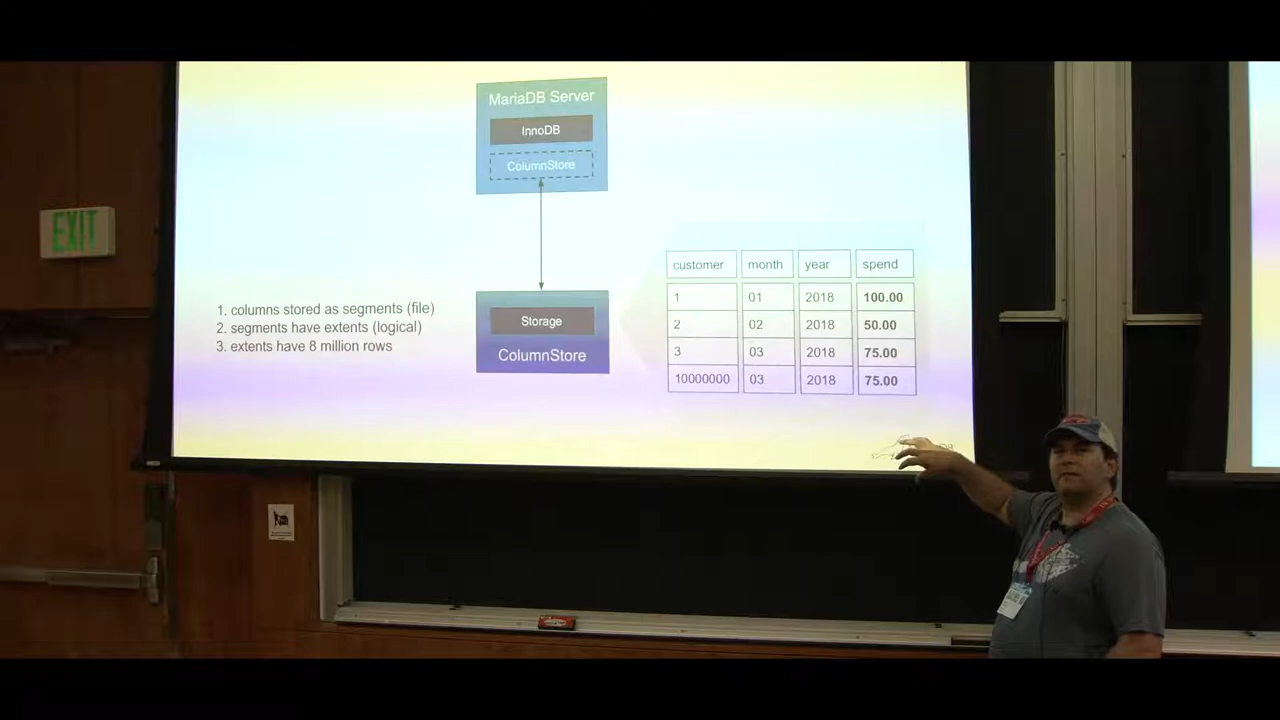 MariaDB Server
InnoDB
ColumnStore
EXIT
1. columns stored as segments (file)
2. segments have extents (logical)
3. extents have 8 million rows
Storage
ColumnStore
customer month year spend
1 01 2018 100.00
2 02 2018 50.00
3 03 2018 75.00
10000000 03 2018 75.00